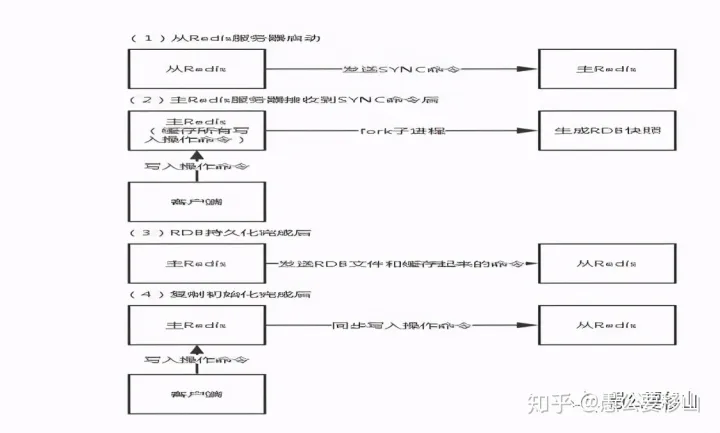 （1）从Redis服务器启动
从Redis
发送SYNC命令
主Redis
（2）主Redis服务器接收到SYNC命令后
主Redis
（缓存所有写
入操作命令）
fork子进程
生成RDB快照
写入操作命令
客户端
（3）RDB持久化完成后
主Redis
发送RDB文件和缓存起来的命令
从Redis
（4）复制初始化完成后
主Redis
同步写入操作命令
从Redis
写入操作命令
客户端
知乎 @愚公要移山
愚公要移山